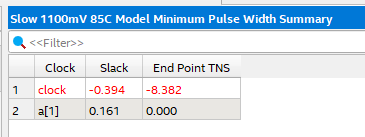 Slow 1100mV 85C Model Minimum Pulse Width Summary
<<Filter>>
Clock Slack End Point TNS
1 clock -0.394 -8.382
2 a[1] 0.161 0.000